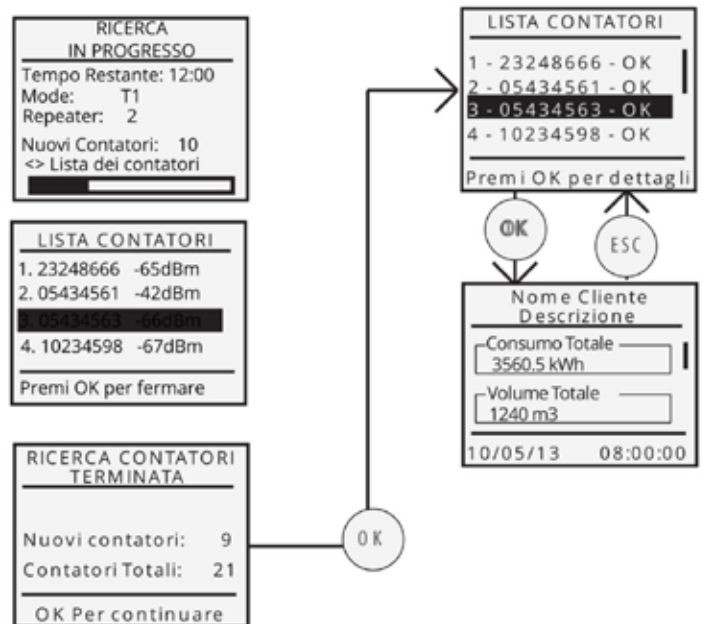 RICERCA
IN PROGRESSO
Tempo Restante: 12:00
Mode: T1
Repeater: 2
Nuovi Contatori: 10
<> Lista dei contatori
LISTA CONTATORI
1. 23248666 -65dBm
2. 05434561 -42dBm
3. 05434563 -66dBm
4. 10234598 -67dBm
Premi OK per fermare
RICERCA CONTATORI
TERMINATA
Nuovi contatori: 9
Contatori Totali: 21
OK Per continuare
OK
LISTA CONTATORI
1 - 23248666 - OK
2 - 05434561 - OK
3 - 05434563 - OK
4 - 10234598 - OK
Premi OK per dettagli
OK
ESC
Nome Cliente
Descrizione
Consumo Totale
3560.5 kWh
Volume Totale
1240 m3
10/05/13 08:00:00